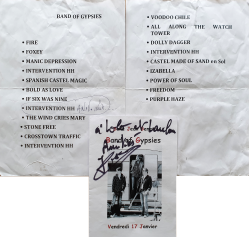 BAND OF GYPSIES
• FIRE
• FOXEY
• MANIC DEPRESSION
• INTERVENTION HH
• SPANISH CASTEL MAGIC
• BOLD AS LOVE
• IF SIX WAS NINE
• INTERVENTION HH
• THE WIND CRIES MARY
• STONE FREE
• CROSSTOWN TRAFFIC
• INTERVENTION HH
• VOODOO CHILE
• ALL ALONG THE WATCH
TOWER
• DOLLY DAGGER
• INTERVENTION HH
• CASTEL MADE OF SAND en Sol
• IZABELLA
• POWER OF SOUL
• FREEDOM
• PURPLE HAZE
Band of Gypsies
Vendredi 17 Janvier